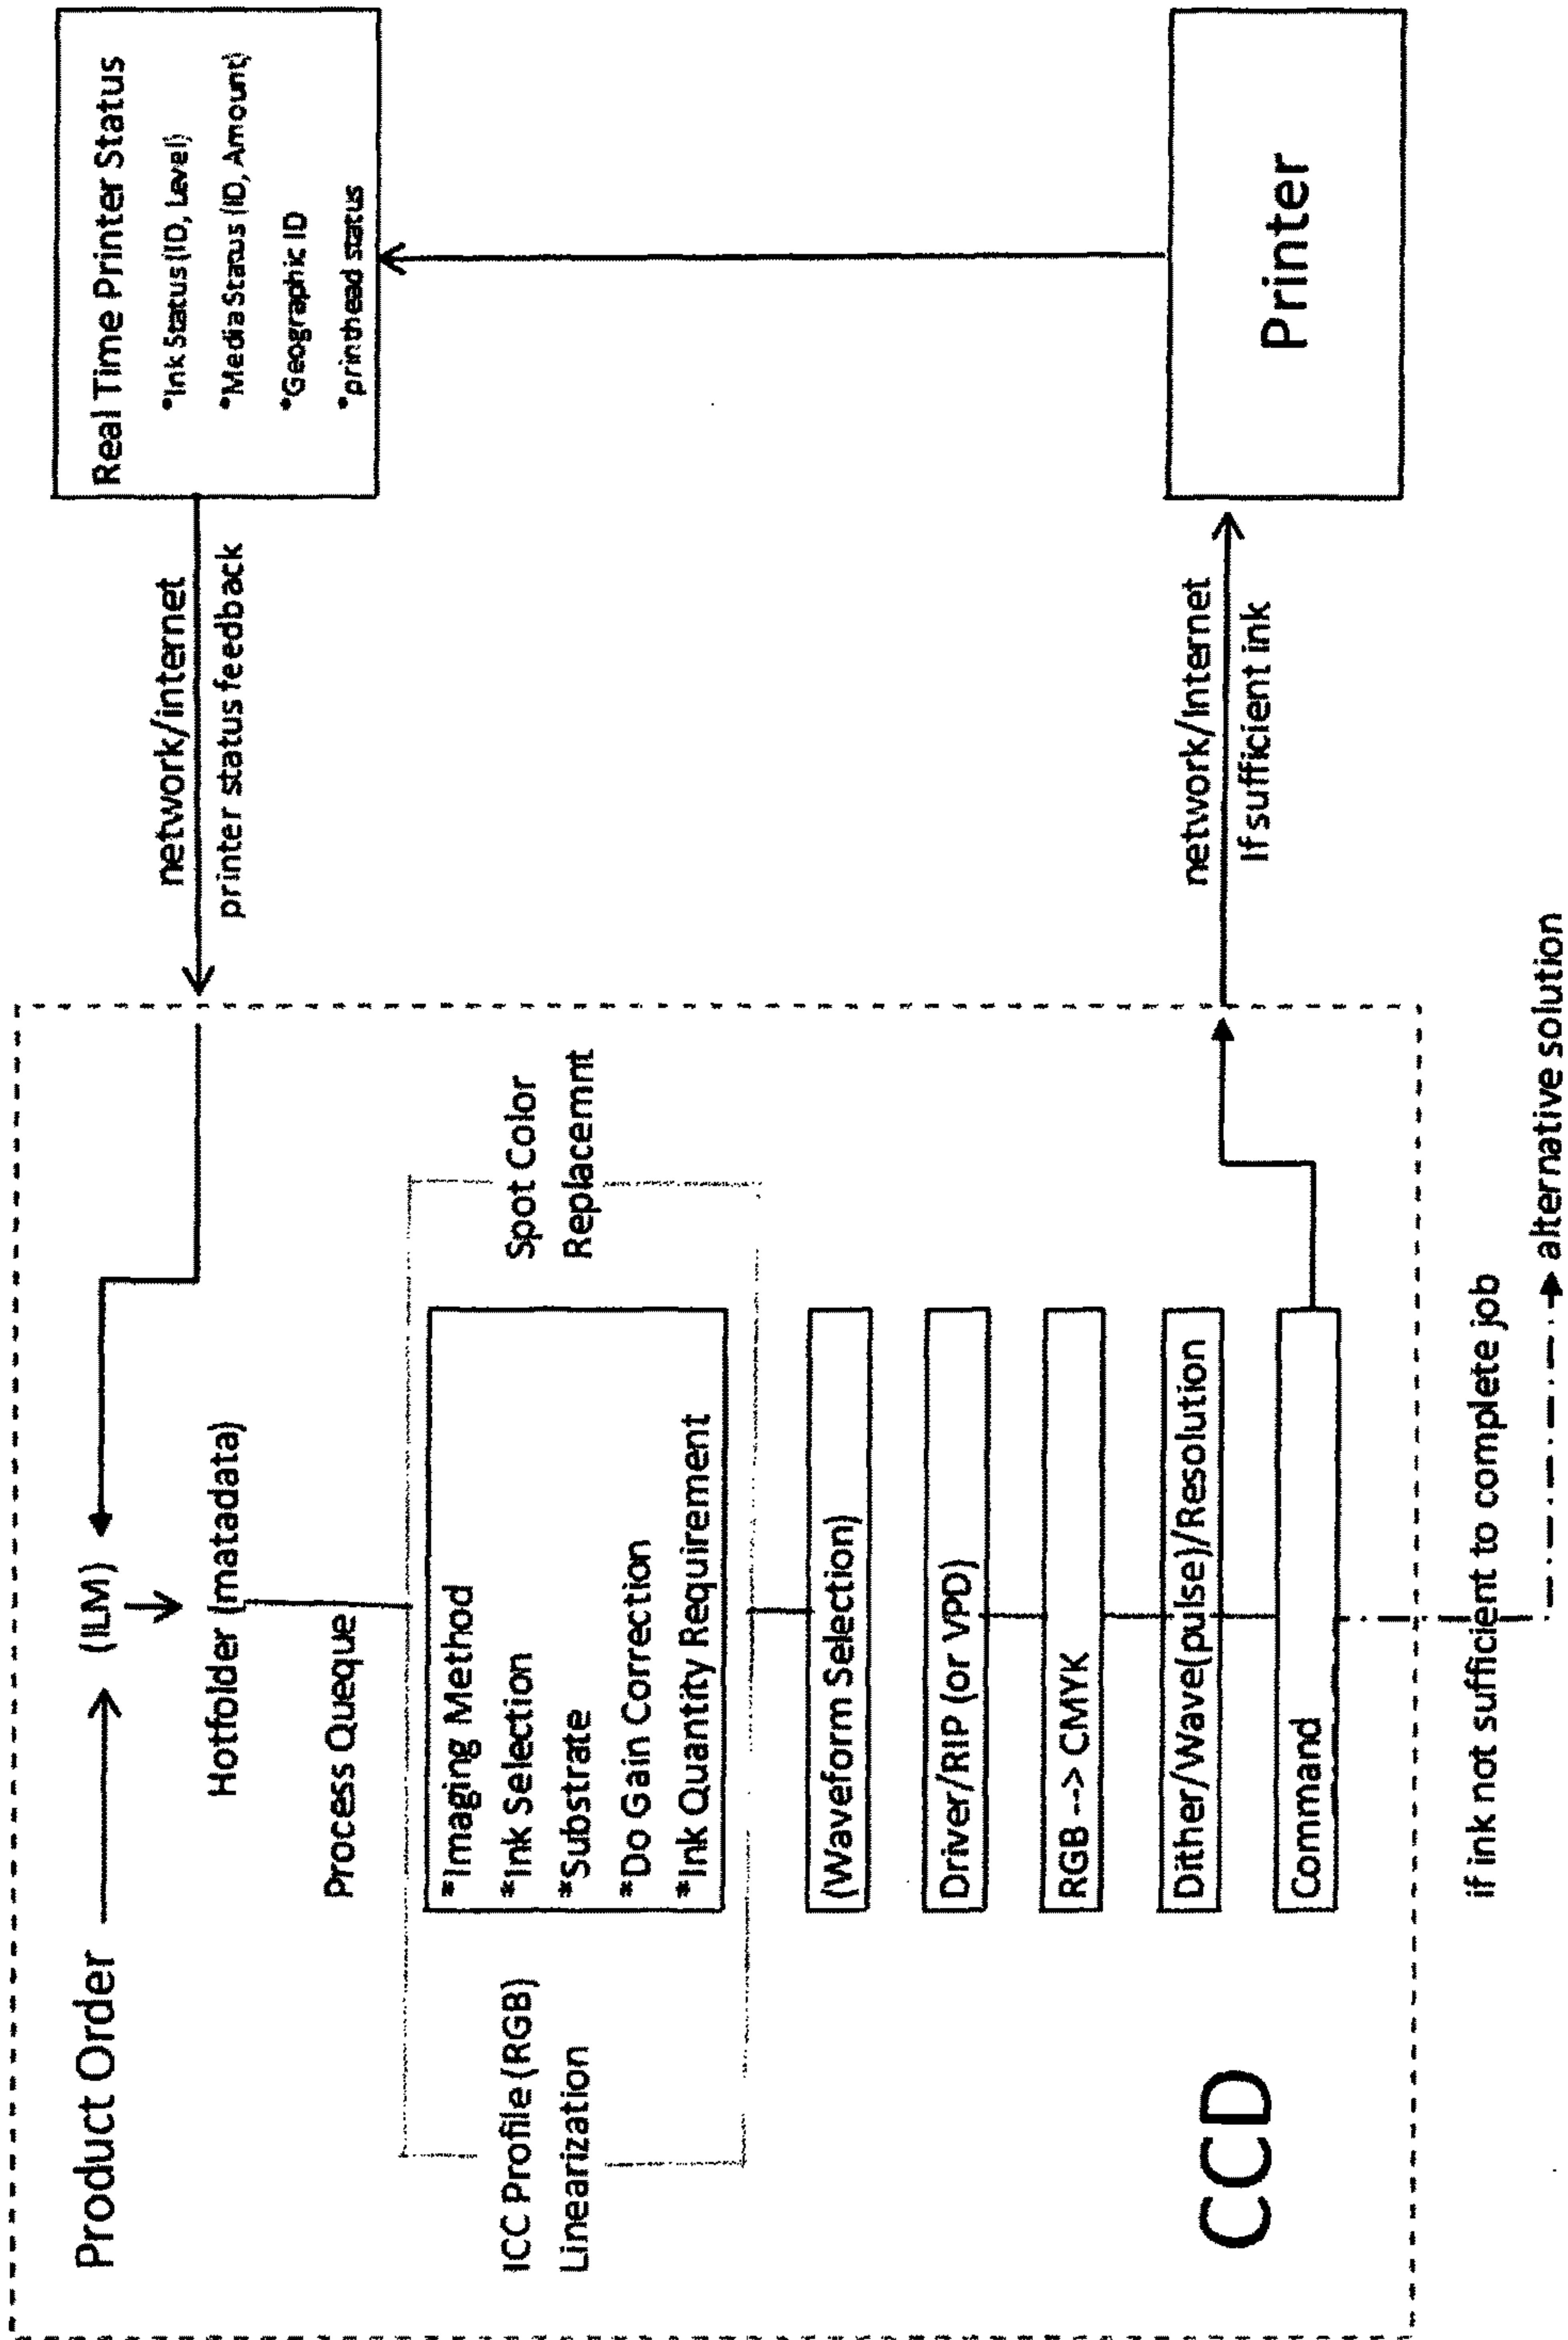 Product Order
(ILM)
Hotfolder (matadata)
Process Queque
ICC Profile (RGB)
Linearization
*Imaging Method
*Ink Selection
*Substrate
*Do Gain Correction
*Ink Quantity Requirement
Spot Color
Replacemnt
(Waveform Selection)
Driver/RIP (or VPD)
RGB --> CMYK
Dither/Wave(pulse)/Resolution
Command
CCD
if ink not sufficient to complete job
alternative solution
network/internet
printer status feedback
Real Time Printer Status
*Ink Status (ID, Level)
*Media Status (ID, Amount)
*Geographic ID
*printhead status
network/Internet
If sufficient ink
Printer